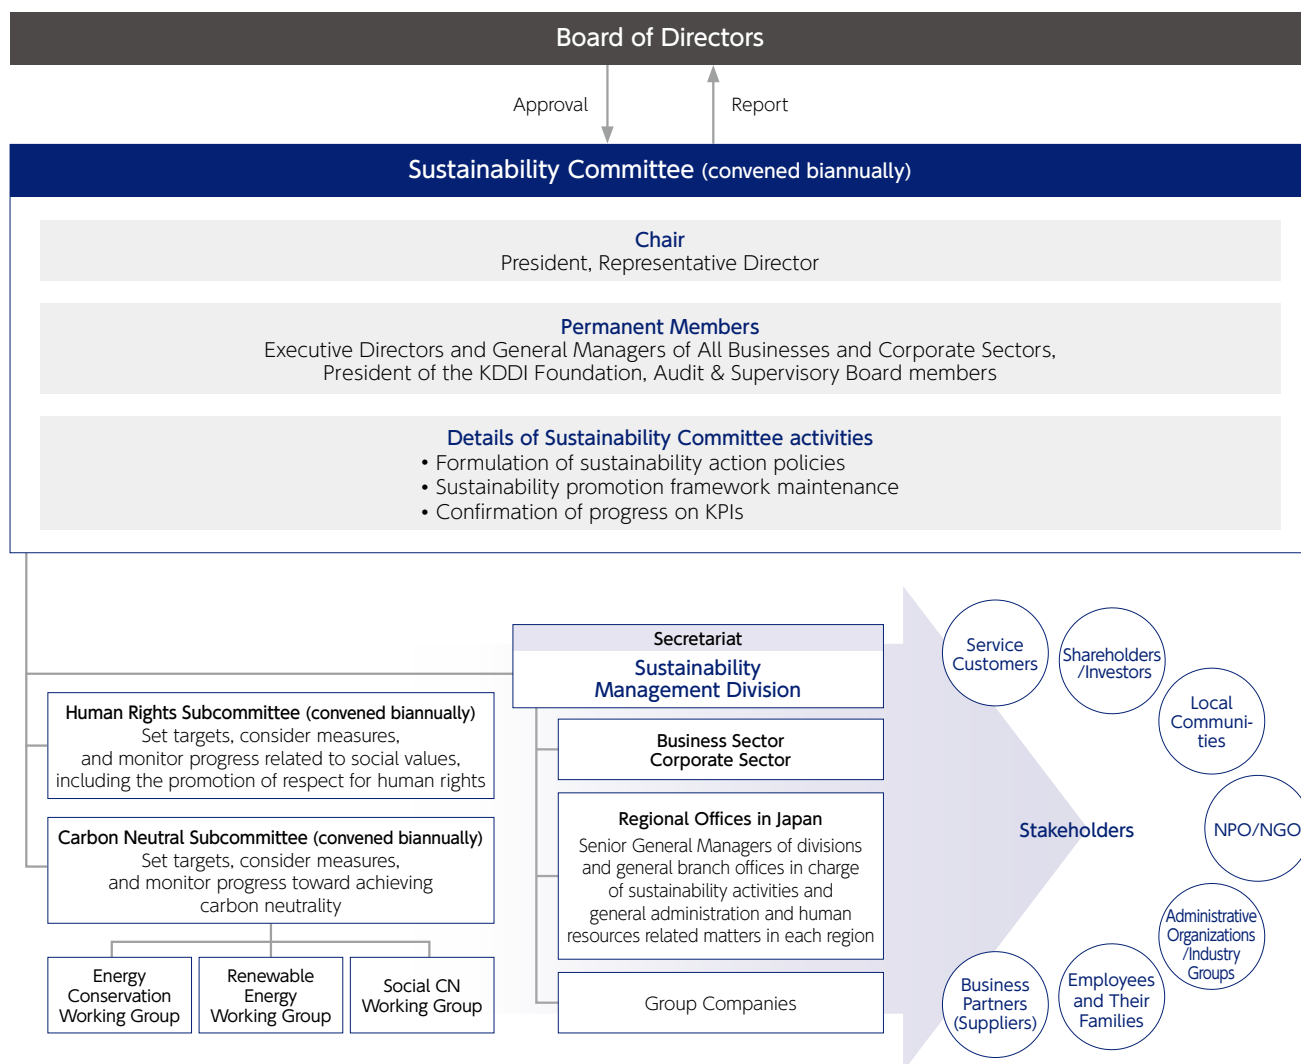 Board of Directors
Approval
Report
Sustainability Committee (convened biannually)
Chair
President, Representative Director
Permanent Members
Executive Directors and General Managers of All Businesses and Corporate Sectors,
President of the KDDI Foundation, Audit & Supervisory Board members
Details of Sustainability Committee activities
• Formulation of sustainability action policies
• Sustainability promotion framework maintenance
• Confirmation of progress on KPIs
Human Rights Subcommittee (convened biannually)
Set targets, consider measures,
and monitor progress related to social values,
including the promotion of respect for human rights
Carbon Neutral Subcommittee (convened biannually)
Set targets, consider measures,
and monitor progress toward achieving
carbon neutrality
Energy
Conservation
Working Group
Renewable
Energy
Working Group
Social CN
Working Group
Secretariat
Sustainability
Management Division
Business Sector
Corporate Sector
Regional Offices in Japan
Senior General Managers of divisions
and general branch offices in charge
of sustainability activities and
general administration and human
resources related matters in each region
Group Companies
Stakeholders
Service
Customers
Shareholders
/Investors
Local
Communi-
ties
NPO/NGO
Administrative
Organizations
/Industry
Groups
Employees
and Their
Families
Business
Partners
(Suppliers)